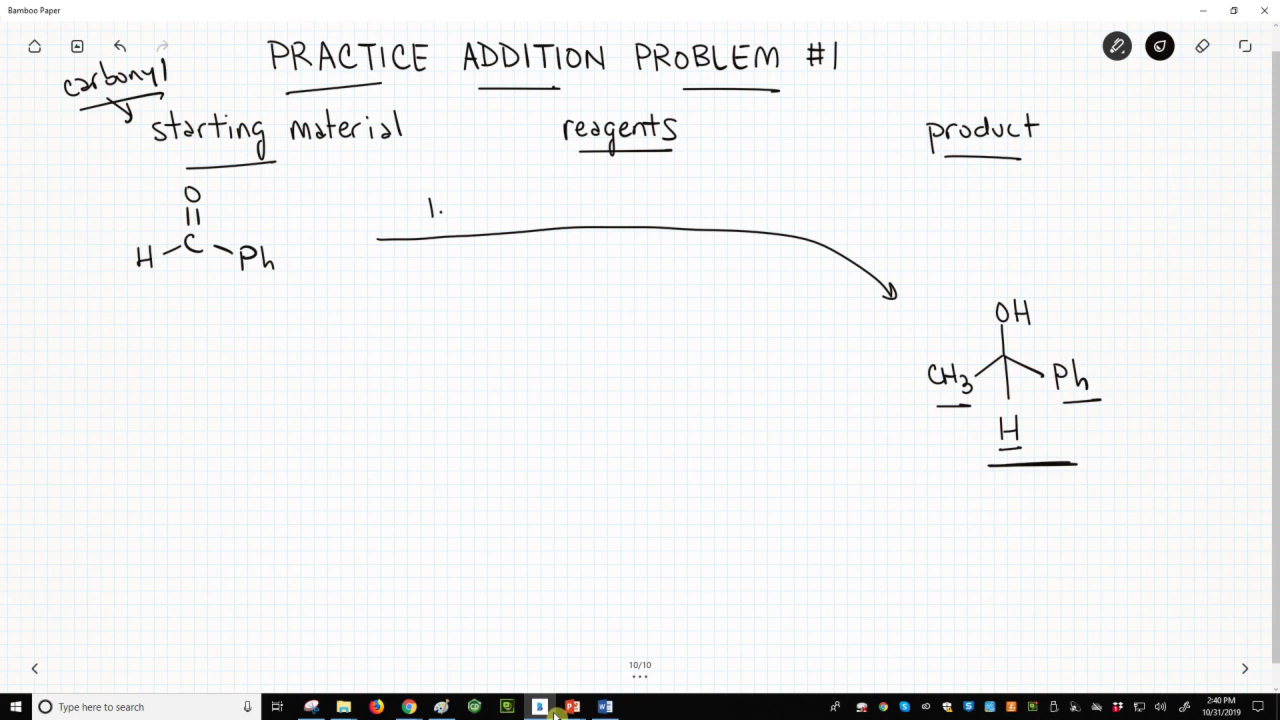 Bamboo Paper
PRACTICE ADDITION PROBLEM #1
carbonyl
starting material
reagents
product
O
H C Ph
1.
OH
CH3 Ph
H
10/10
Type here to search
2:40 PM
10/31/2019